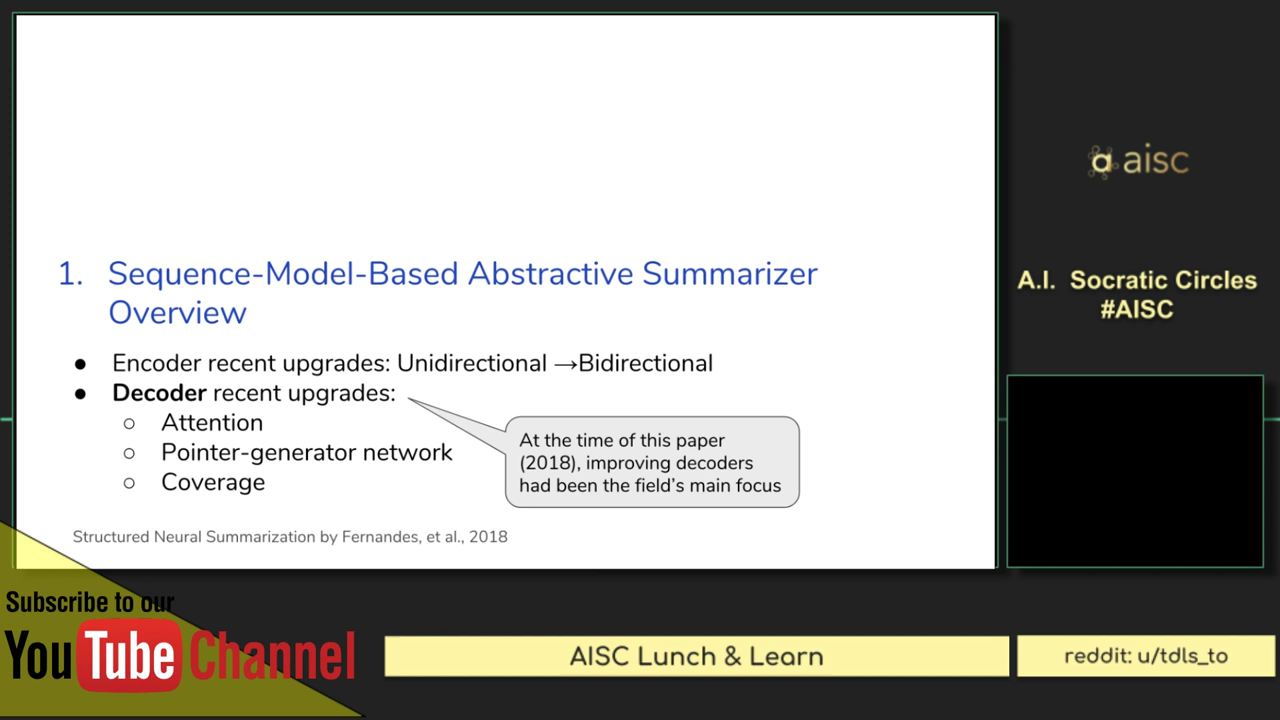 1. Sequence-Model-Based Abstractive Summarizer
Overview
● Encoder recent upgrades: Unidirectional →Bidirectional
● Decoder recent upgrades:
○ Attention
○ Pointer-generator network
○ Coverage
At the time of this paper
(2018), improving decoders
had been the field's main focus
Structured Neural Summarization by Fernandes, et al., 2018
a aisc
A.I. Socratic Circles
#AISC
Subscribe to our
YouTube Channel
AISC Lunch & Learn
reddit: u/tdls_to